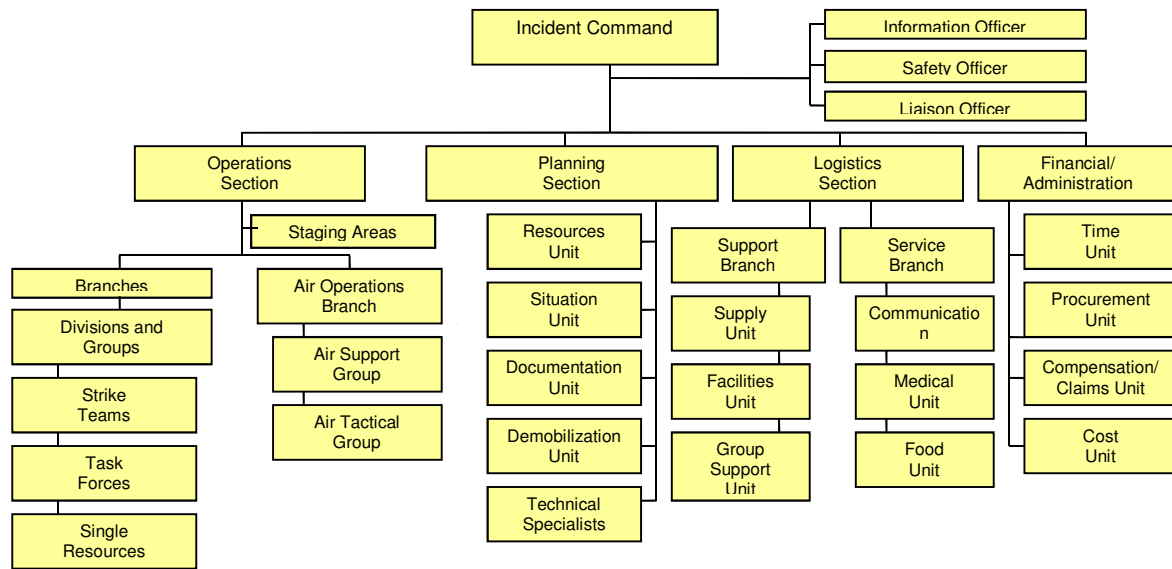 Incident Command
Information Officer
Safety Officer
Liaison Officer
Operations
Section
Planning
Section
Logistics
Section
Financial/
Administration
Staging Areas
Branches
Divisions and
Groups
Strike
Teams
Task
Forces
Single
Resources
Air Operations
Branch
Air Support
Group
Air Tactical
Group
Resources
Unit
Situation
Unit
Documentation
Unit
Demobilization
Unit
Technical
Specialists
Support
Branch
Supply
Unit
Facilities
Unit
Group
Support
Unit
Service
Branch
Communicatio
n
Medical
Unit
Food
Unit
Time
Unit
Procurement
Unit
Compensation/
Claims Unit
Cost
Unit